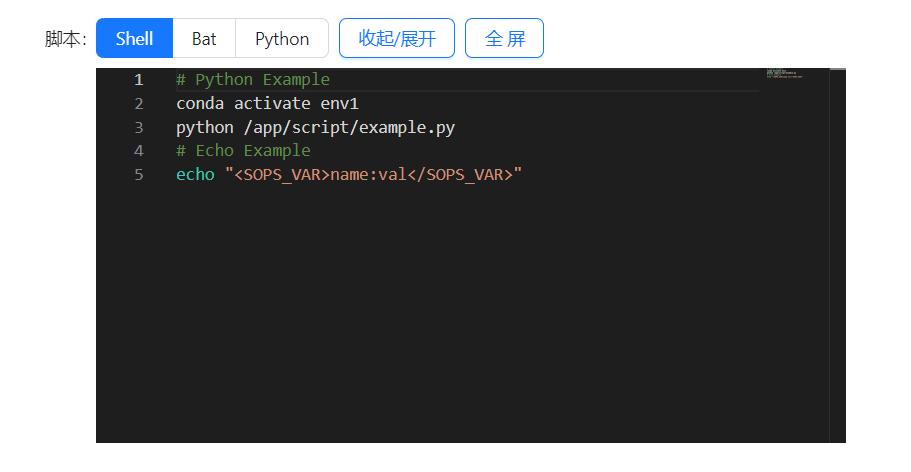 脚本: Shell Bat Python 收起/展开 全 屏
1 # Python Example
2 conda activate env1
3 python /app/script/example.py
4 # Echo Example
5 echo "<SOPS_VAR>name:val</SOPS_VAR>"